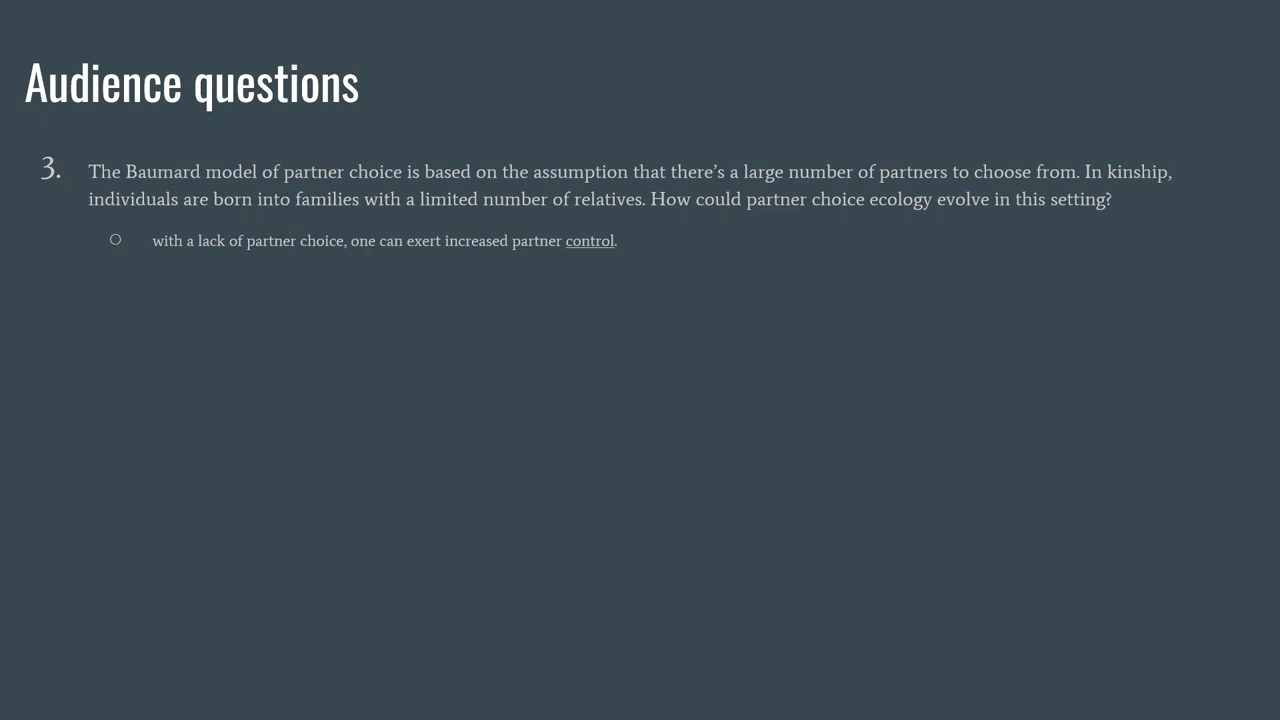 Audience questions
3. The Baumard model of partner choice is based on the assumption that there’s a large number of partners to choose from. In kinship,
individuals are born into families with a limited number of relatives. How could partner choice ecology evolve in this setting?
○ with a lack of partner choice, one can exert increased partner control.